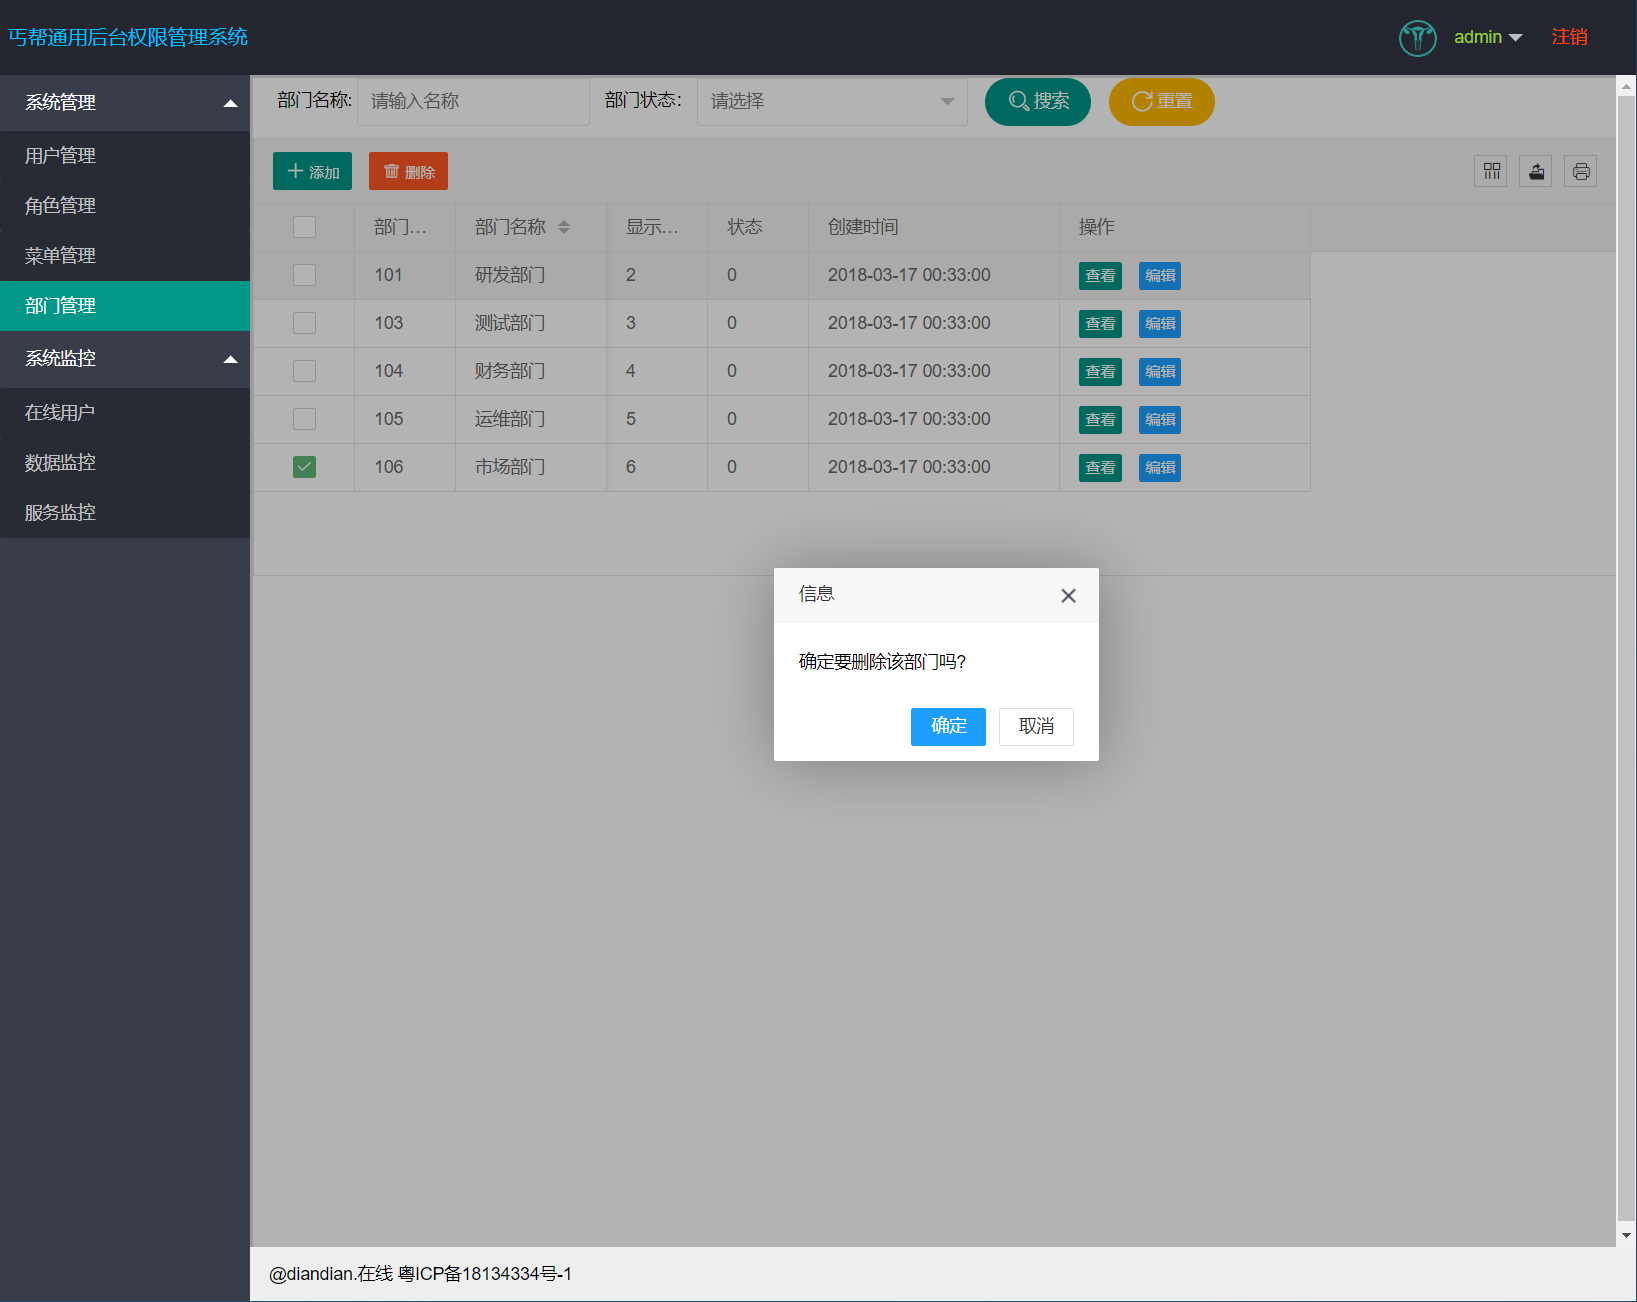 丐帮通用后台权限管理系统
admin
注销
系统管理
用户管理
角色管理
菜单管理
部门管理
系统监控
在线用户
数据监控
服务监控
部门名称: 请输入名称 部门状态: 请选择 搜索 重置
添加 删除
部门... 部门名称 显示... 状态 创建时间 操作
101 研发部门 2 0 2018-03-17 00:33:00 查看 编辑
103 测试部门 3 0 2018-03-17 00:33:00 查看 编辑
104 财务部门 4 0 2018-03-17 00:33:00 查看 编辑
105 运维部门 5 0 2018-03-17 00:33:00 查看 编辑
106 市场部门 6 0 2018-03-17 00:33:00 查看 编辑
信息
确定要删除该部门吗?
确定 取消
@diandian.在线 粤ICP备18134334号-1